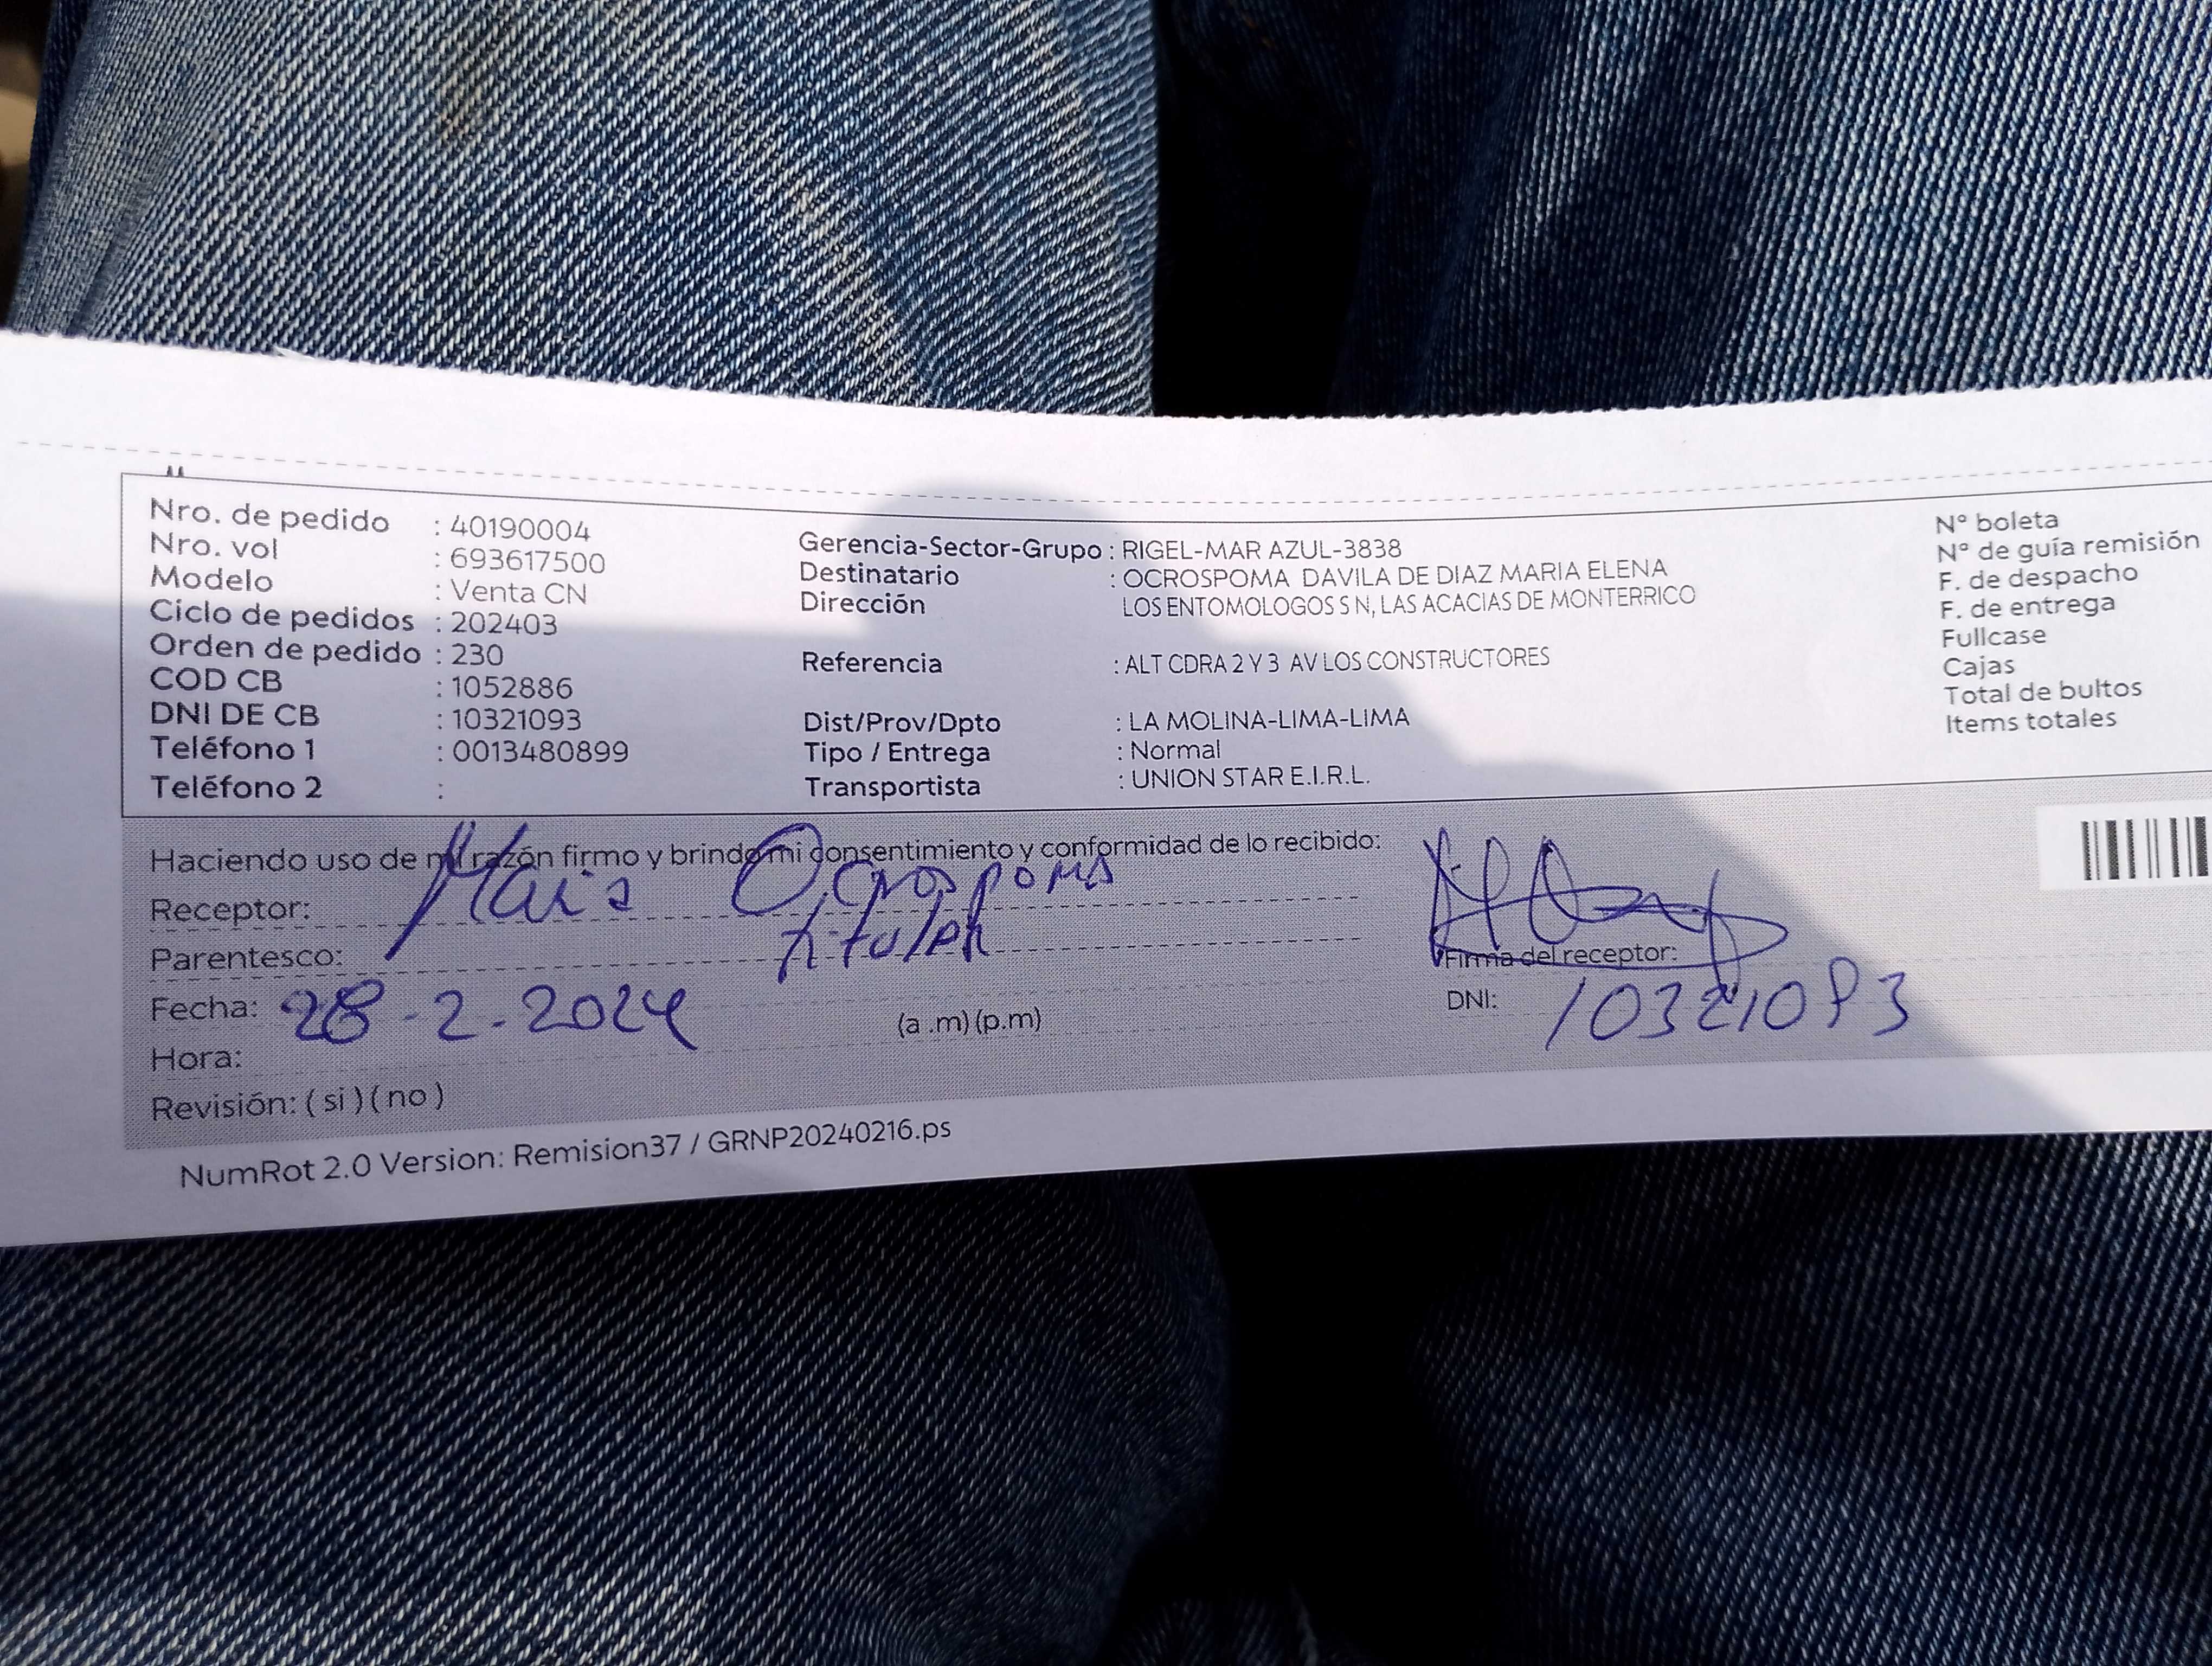 Nro. de pedido : 40190004
Nro. vol : 693617500
Modelo : Venta CN
Ciclo de pedidos : 202403
Orden de pedido : 230
COD CB : 1052886
DNI DE CB : 10321093
Teléfono 1 : 0013480899
Teléfono 2 :
Gerencia-Sector-Grupo : RIGEL-MAR AZUL-3838
Destinatario : OCROSPOMA DAVILA DE DIAZ MARIA ELENA
Dirección LOS ENTOMOLOGOS S N, LAS ACACIAS DE MONTERRICO
Referencia : ALT CDRA 2 Y 3 AV LOS CONSTRUCTORES
Dist/Prov/Dpto : LA MOLINA-LIMA-LIMA
Tipo / Entrega : Normal
Transportista : UNION STAR E.I.R.L.
N° boleta
N° de guía remisión
F. de despacho
F. de entrega
Fullcase
Cajas
Total de bultos
Items totales
Haciendo uso de mi razón firmo y brindo mi consentimiento y conformidad de lo recibido:
Receptor: Maria Ocrospoma
Parentesco: titular
Fecha: 28-2-2024
Hora: (a .m) (p.m)
Revisión: ( si ) ( no )
Firma del receptor:
DNI: 10321093
NumRot 2.0 Version: Remision37 / GRNP20240216.ps